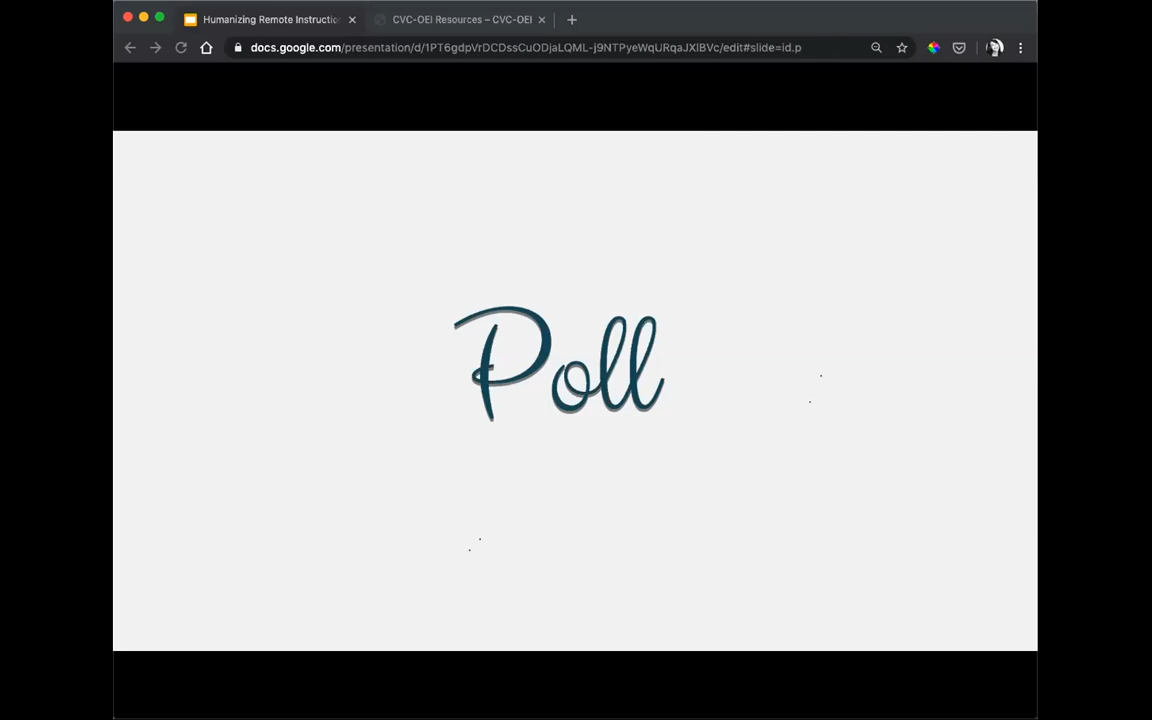 Humanizing Remote Instructio
CVC-OEI Resources – CVC-OEI
docs.google.com/presentation/d/1PT6gdpVrDCDssCuODjaLQML-j9NTPyeWqURqaJXlBVc/edit#slide=id.p
Poll